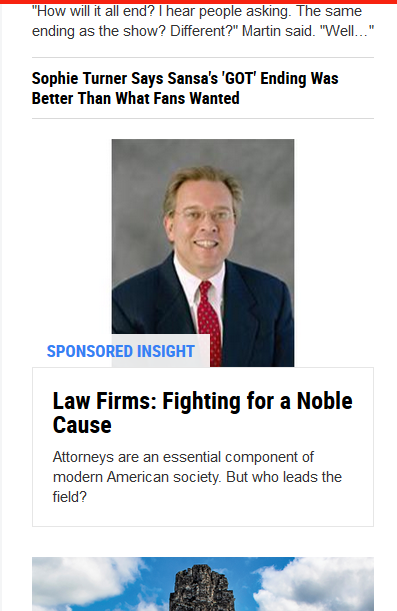 "How will it all end? I hear people asking. The same
ending as the show? Different?" Martin said. "Well…"
Sophie Turner Says Sansa's 'GOT' Ending Was
Better Than What Fans Wanted
SPONSORED INSIGHT
Law Firms: Fighting for a Noble
Cause
Attorneys are an essential component of
modern American society. But who leads the
field?